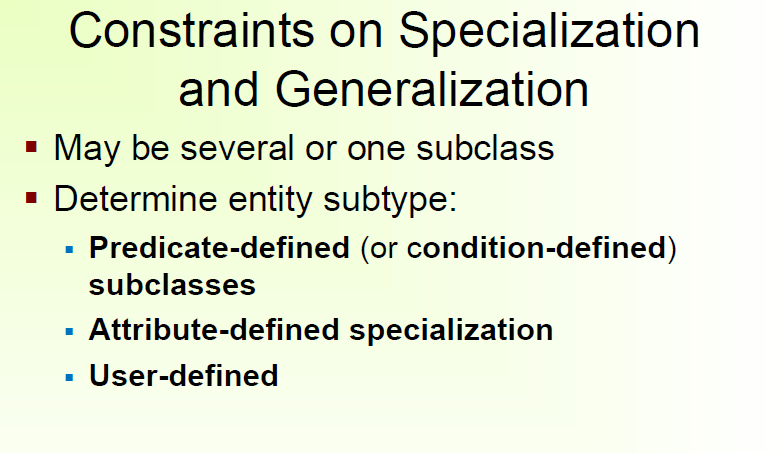 Constraints on Specialization
and Generalization
May be several or one subclass
Determine entity subtype:
Predicate-defined (or condition-defined)
subclasses
Attribute-defined specialization
User-defined